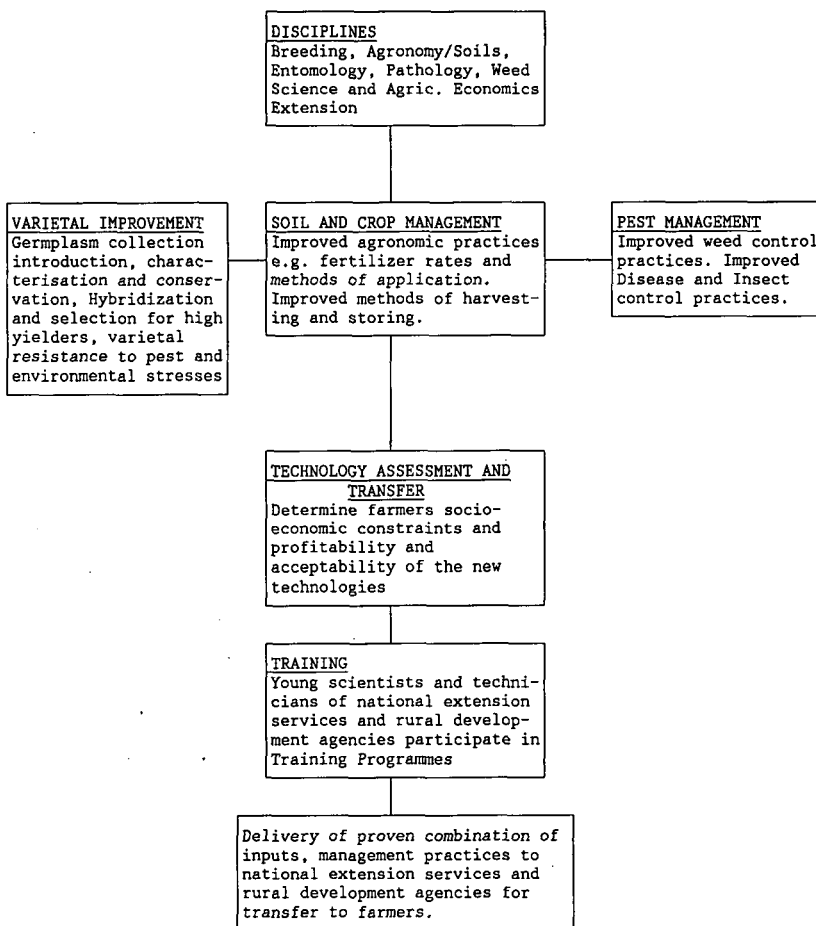 DISCIPLINES
Breeding, Agronomy/Soils,
Entomology, Pathology, Weed
Science and Agric. Economics
Extension
VARIETAL IMPROVEMENT
Germplasm collection
introduction, charac-
terisation and conser-
vation, Hybridization
and selection for high
yielders, varietal
resistance to pest and
environmental stresses
SOIL AND CROP MANAGEMENT
Improved agronomic practices
e.g. fertilizer rates and
methods of application.
Improved methods of harvest-
ing and storing.
PEST MANAGEMENT
Improved weed control
practices. Improved
Disease and Insect
control practices.
TECHNOLOGY ASSESSMENT AND
TRANSFER
Determine farmers socio-
economic constraints and
profitability and
acceptability of the new
technologies
TRAINING
Young scientists and techni-
cians of national extension
services and rural develop-
ment agencies participate in
Training Programmes
Delivery of proven combination of
inputs, management practices to
national extension services and
rural development agencies for
transfer to farmers.